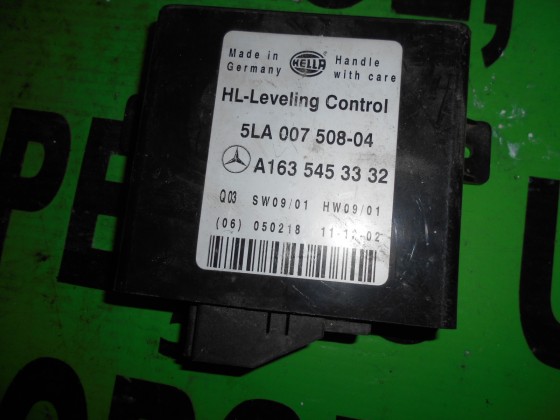 Made in
Germany
HELLA
Handle
with care
HL-Leveling Control
5LA 007 508-04
A163 545 33 32
Q03 SW09/01 HW09/01
(06) 050218 11-12-02